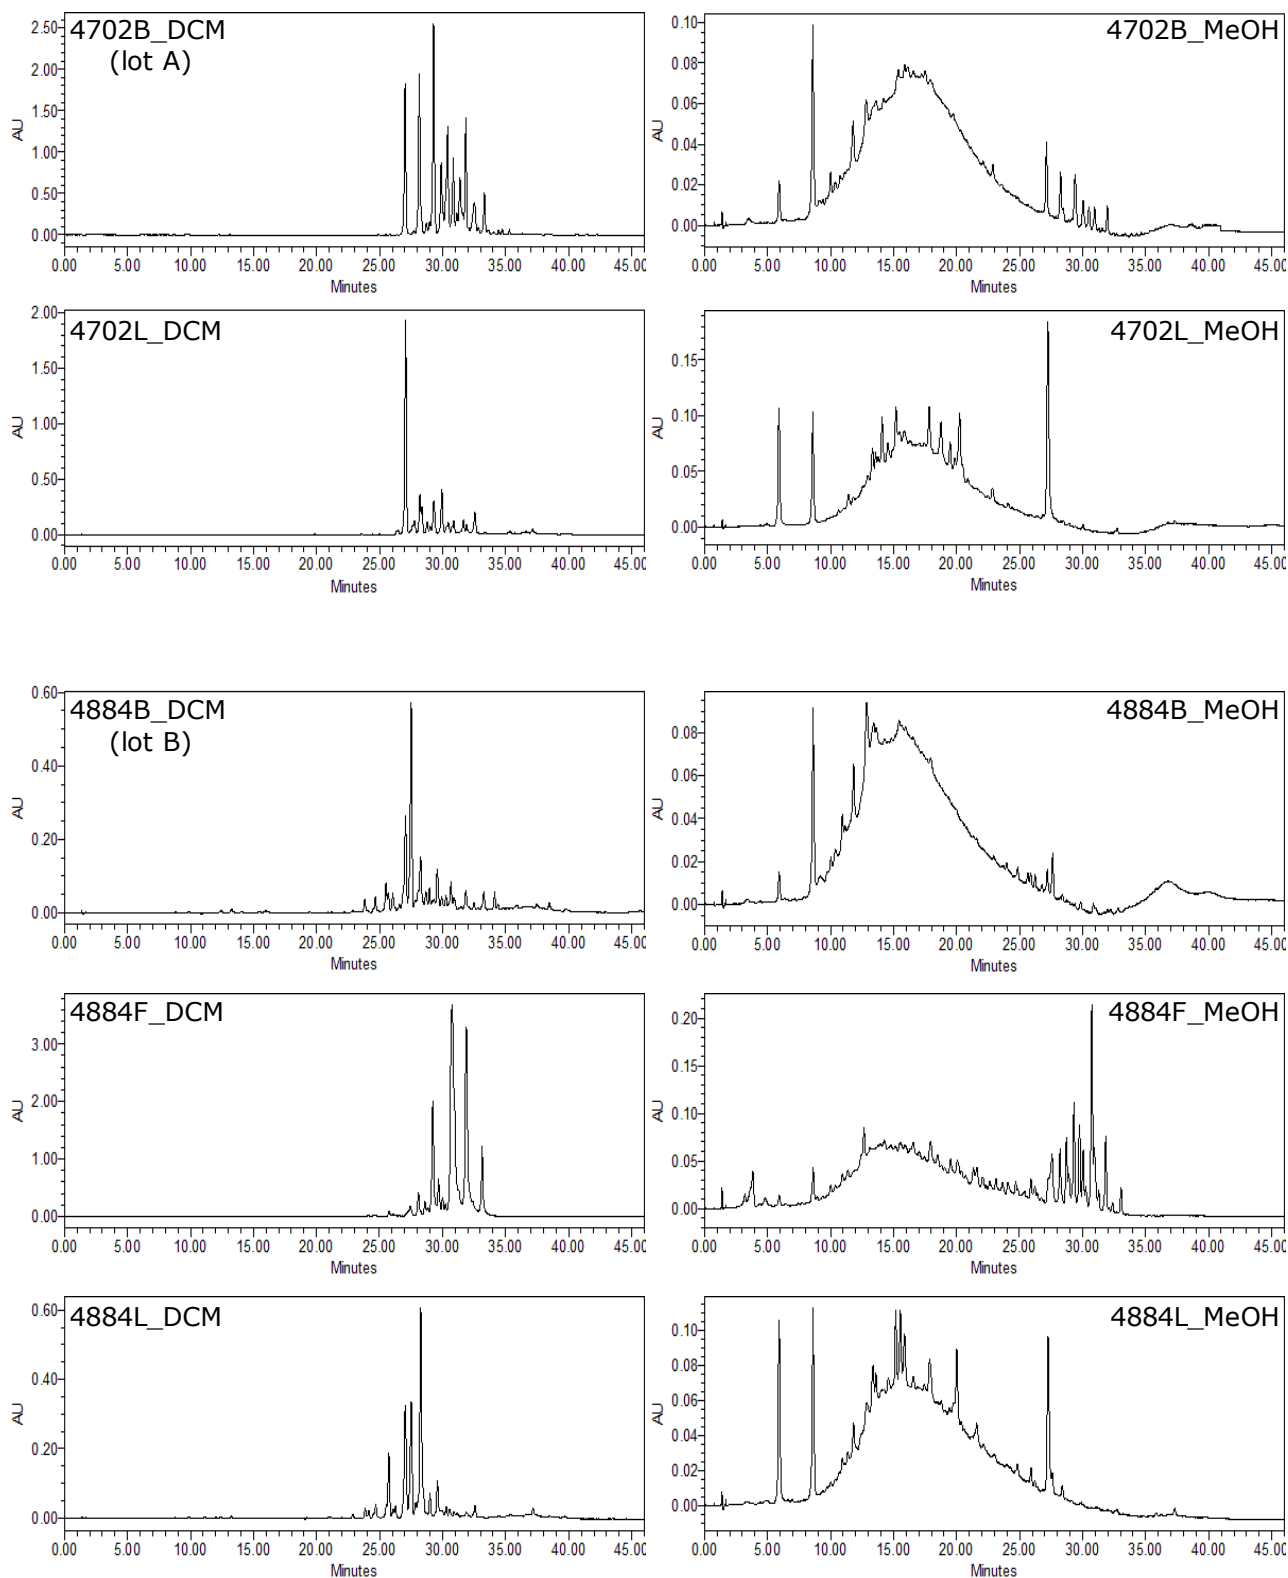 4702B_DCM
(lot A)
AU
2.50
2.00
1.50
1.00
0.50
0.00
0.00 5.00 10.00 15.00 20.00 25.00 30.00 35.00 40.00 45.00
Minutes
4702B_MeOH
AU
0.10
0.08
0.06
0.04
0.02
0.00
0.00 5.00 10.00 15.00 20.00 25.00 30.00 35.00 40.00 45.00
Minutes
4702L_DCM
AU
2.00
1.50
1.00
0.50
0.00
0.00 5.00 10.00 15.00 20.00 25.00 30.00 35.00 40.00 45.00
Minutes
4702L_MeOH
AU
0.15
0.10
0.05
0.00
0.00 5.00 10.00 15.00 20.00 25.00 30.00 35.00 40.00 45.00
Minutes
4884B_DCM
(lot B)
AU
0.60
0.40
0.20
0.00
0.00 5.00 10.00 15.00 20.00 25.00 30.00 35.00 40.00 45.00
Minutes
4884B_MeOH
AU
0.08
0.06
0.04
0.02
0.00
0.00 5.00 10.00 15.00 20.00 25.00 30.00 35.00 40.00 45.00
Minutes
4884F_DCM
AU
3.00
2.00
1.00
0.00
0.00 5.00 10.00 15.00 20.00 25.00 30.00 35.00 40.00 45.00
Minutes
4884F_MeOH
AU
0.20
0.15
0.10
0.05
0.00
0.00 5.00 10.00 15.00 20.00 25.00 30.00 35.00 40.00 45.00
Minutes
4884L_DCM
AU
0.60
0.40
0.20
0.00
0.00 5.00 10.00 15.00 20.00 25.00 30.00 35.00 40.00 45.00
Minutes
4884L_MeOH
AU
0.10
0.08
0.06
0.04
0.02
0.00
0.00 5.00 10.00 15.00 20.00 25.00 30.00 35.00 40.00 45.00
Minutes